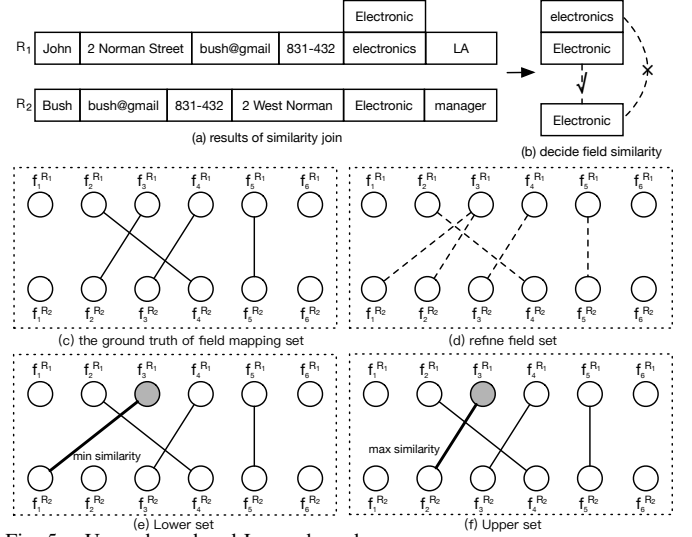 Electronic
R1 John 2 Norman Street bush@gmail 831-432 electronics LA
R2 Bush bush@gmail 831-432 2 West Norman Electronic manager
(a) results of similarity join
electronics
Electronic
Electronic
(b) decide field similarity
f1R1 f2R1 f3R1 f4R1 f5R1 f6R1
f1R2 f2R2 f3R2 f4R2 f5R2 f6R2
(c) the ground truth of field mapping set
f1R1 f2R1 f3R1 f4R1 f5R1 f6R1
f1R2 f2R2 f3R2 f4R2 f5R2 f6R2
(d) refine field set
f1R1 f2R1 f3R1 f4R1 f5R1 f6R1
min similarity
f1R2 f2R2 f3R2 f4R2 f5R2 f6R2
(e) Lower set
f1R1 f2R1 f3R1 f4R1 f5R1 f6R1
max similarity
f1R2 f2R2 f3R2 f4R2 f5R2 f6R2
(f) Upper set